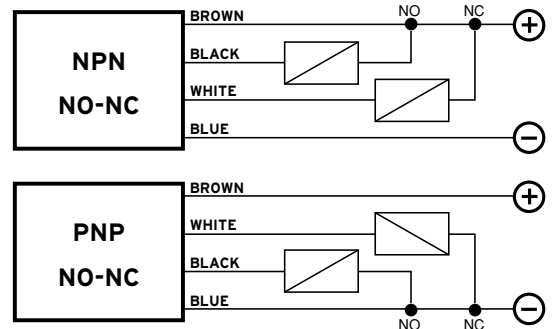 NPN
NO-NC
BROWN
NO
NC
+
BLACK
WHITE
BLUE
−
PNP
NO-NC
BROWN
+
WHITE
BLACK
BLUE
NO
NC
−